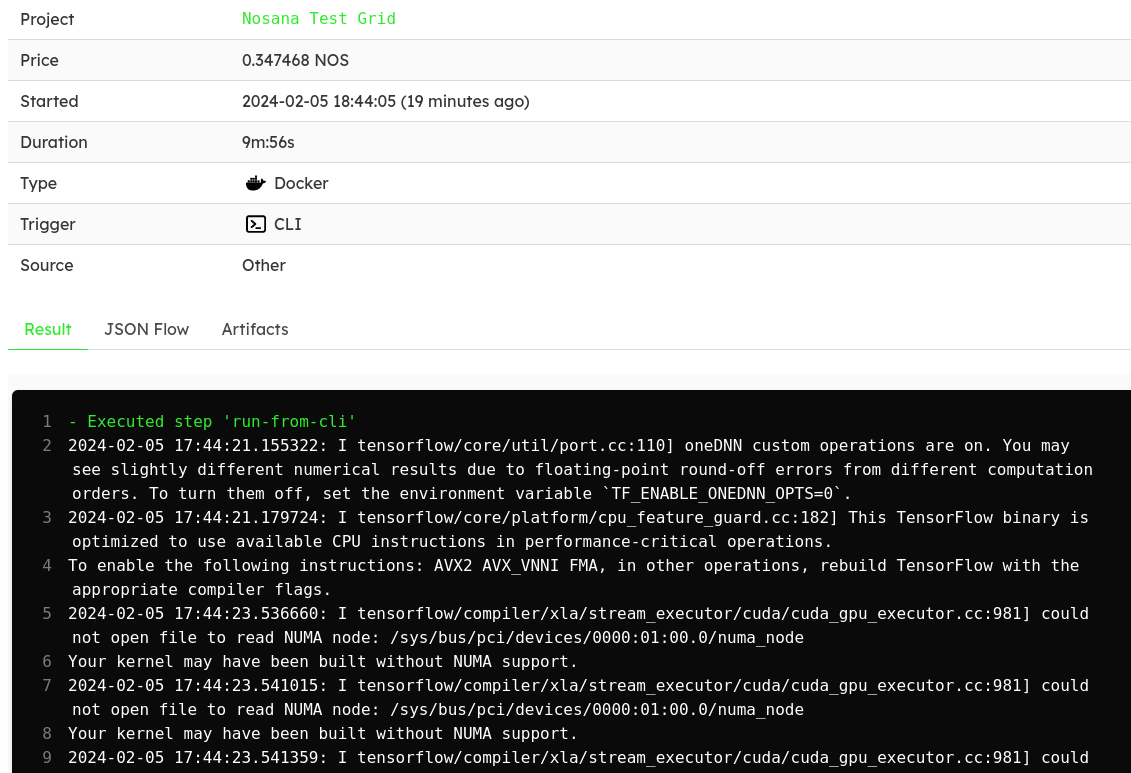 Project Nosana Test Grid
Price 0.347468 NOS
Started 2024-02-05 18:44:05 (19 minutes ago)
Duration 9m:56s
Type Docker
Trigger CLI
Source Other
Result JSON Flow Artifacts
1 - Executed step 'run-from-cli'
2 2024-02-05 17:44:21.155322: I tensorflow/core/util/port.cc:110] oneDNN custom operations are on. You may
see slightly different numerical results due to floating-point round-off errors from different computation
orders. To turn them off, set the environment variable `TF_ENABLE_ONEDNN_OPTS=0`.
3 2024-02-05 17:44:21.179724: I tensorflow/core/platform/cpu_feature_guard.cc:182] This TensorFlow binary is
optimized to use available CPU instructions in performance-critical operations.
4 To enable the following instructions: AVX2 AVX_VNNI FMA, in other operations, rebuild TensorFlow with the
appropriate compiler flags.
5 2024-02-05 17:44:23.536660: I tensorflow/compiler/xla/stream_executor/cuda/cuda_gpu_executor.cc:981] could
not open file to read NUMA node: /sys/bus/pci/devices/0000:01:00.0/numa_node
6 Your kernel may have been built without NUMA support.
7 2024-02-05 17:44:23.541015: I tensorflow/compiler/xla/stream_executor/cuda/cuda_gpu_executor.cc:981] could
not open file to read NUMA node: /sys/bus/pci/devices/0000:01:00.0/numa_node
8 Your kernel may have been built without NUMA support.
9 2024-02-05 17:44:23.541359: I tensorflow/compiler/xla/stream_executor/cuda/cuda_gpu_executor.cc:981] could